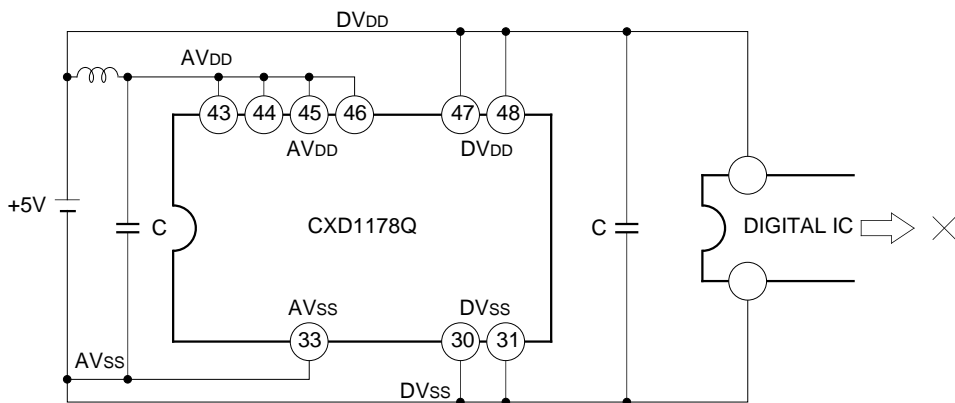 DVDD
AVDD
43 44 45 46 47 48
AVDD DVDD
+5V C CXD1178Q C DIGITAL IC
AVSS DVSS
33 30 31
AVSS
DVSS